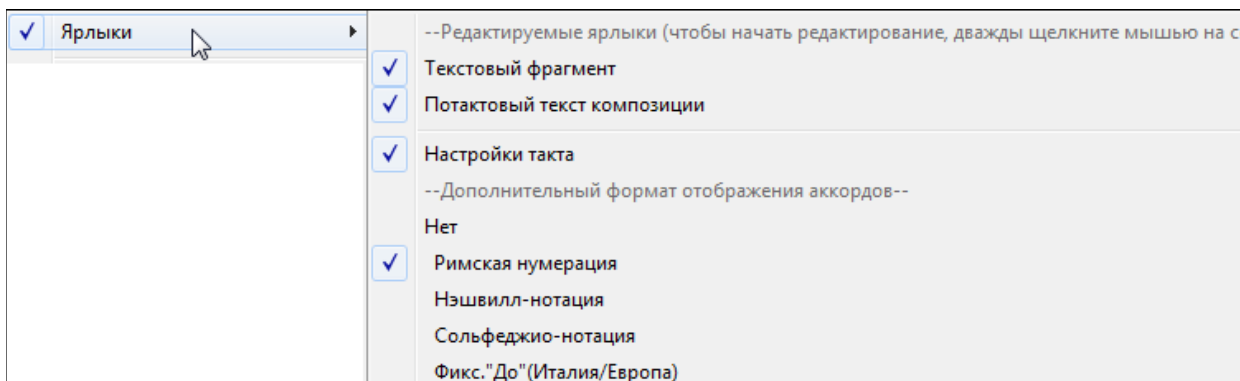 Ярлыки
--Редактируемые ярлыки (чтобы начать редактирование, дважды щелкните мышью на
Текстовый фрагмент
Потактовый текст композиции
Настройки такта
--Дополнительный формат отображения аккордов--
Нет
Римская нумерация
Нэшвилл-нотация
Сольфеджио-нотация
Фикс."До"(Италия/Европа)